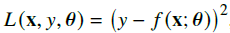 L(𝐱, y, 𝜽) = (y − f(𝐱; 𝜽))²